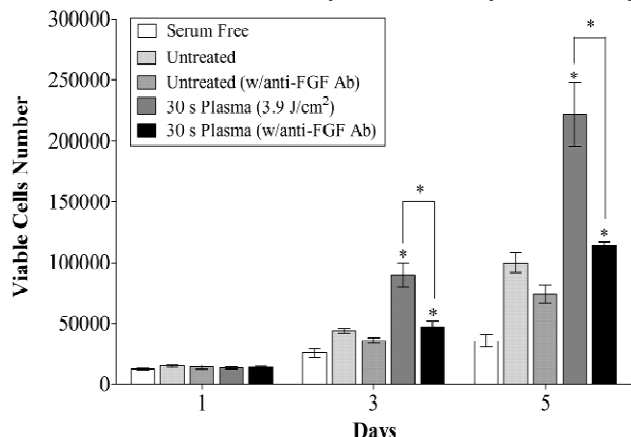 300000
250000
200000
150000
100000
50000
0
Viable Cells Number
Serum Free
Untreated
Untreated (w/anti-FGF Ab)
30 s Plasma (3.9 J/cm²)
30 s Plasma (w/anti-FGF Ab)
*
*
*
*
*
*
1
3
5
Days